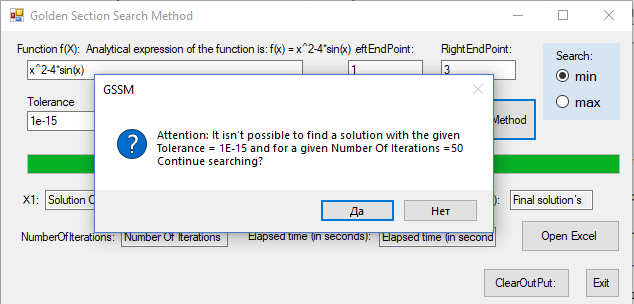 Golden Section Search Method
Function f(X): Analytical expression of the function is: f(x) = x^2-4*sin(x) .eftEndPoint: RightEndPoint:
x^2-4*sin(x) 1 3
Search:
min
max
Tolerance
1e-15
Method
GSSM
Attention: It isn't possible to find a solution with the given
Tolerance = 1E-15 and for a given Number Of Iterations =50
Continue searching?
Да Нет
X1: Solution ): Final solution's
NumberOfIterations: Number Of Iterations Elapsed time (in seconds): Elapsed time (in second
Open Excel
ClearOutPut: Exit